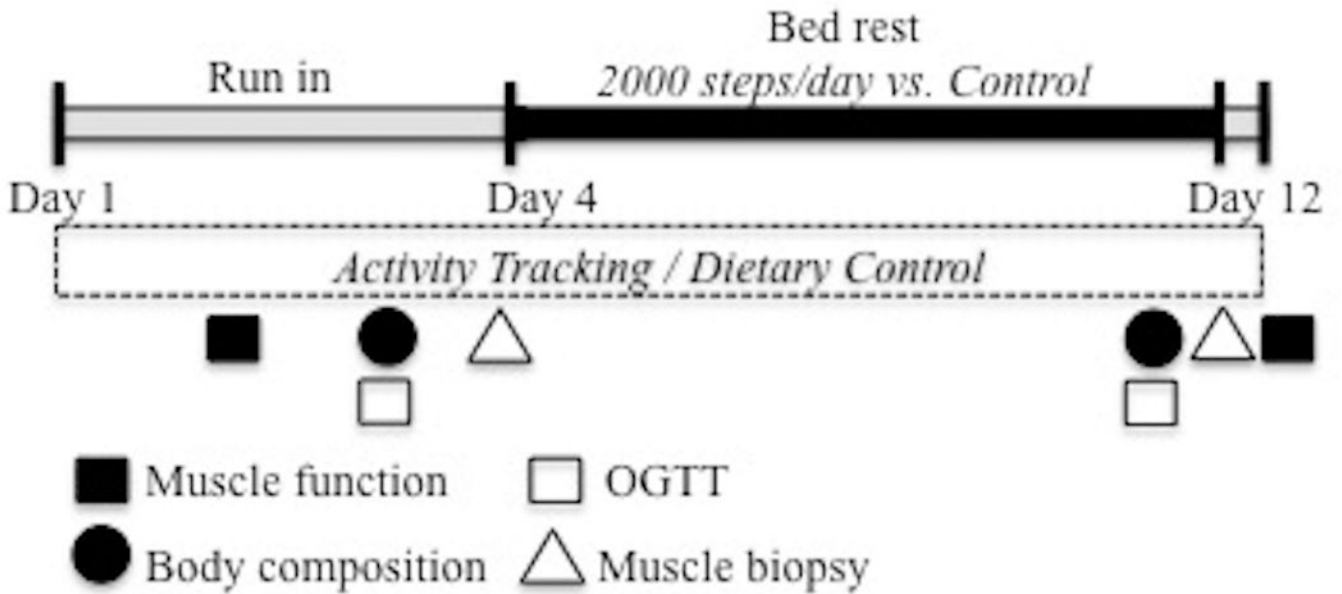 Bed rest
Run in
2000 steps/day vs. Control
Day 1
Day 4
Day 12
Activity Tracking / Dietary Control
Muscle function
OGTT
Body composition
Muscle biopsy